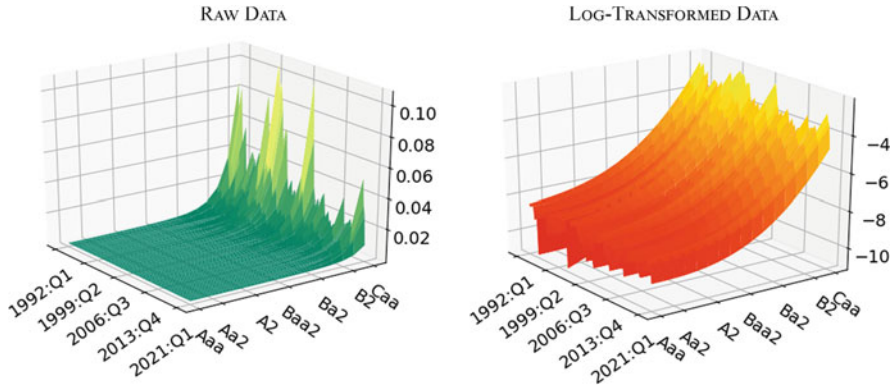 RAW DATA
0.10
0.08
0.06
0.04
0.02
1992:Q1
1999:Q2
2006:Q3
2013:Q4
2021:Q1
Aaa
Aa2
A2
Baa2
Ba2
B2
Caa
LOG-TRANSFORMED DATA
−4
−6
−8
−10
1992:Q1
1999:Q2
2006:Q3
2013:Q4
2021:Q1
Aaa
Aa2
A2
Baa2
Ba2
B2
Caa